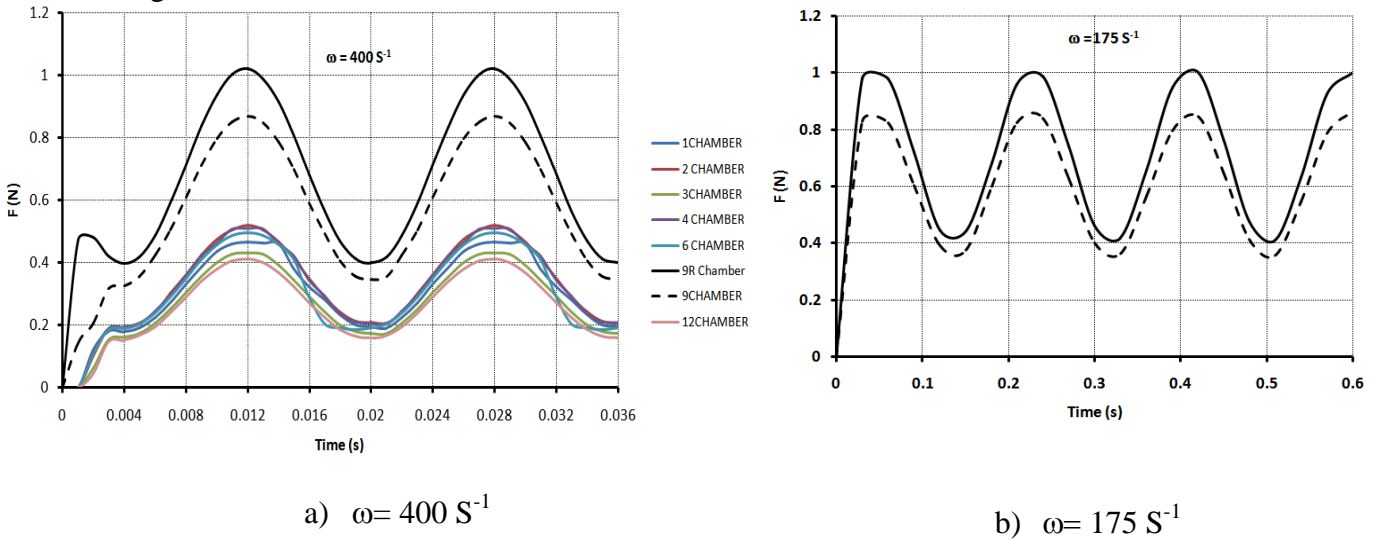 1.2
1
0.8
0.6
0.4
0.2
0
F (N)
ω = 400 S⁻¹
0 0.004 0.008 0.012 0.016 0.02 0.024 0.028 0.032 0.036
Time (s)
1CHAMBER
2 CHAMBER
3CHAMBER
4 CHAMBER
6 CHAMBER
9R Chamber
9CHAMBER
12CHAMBER
a) ω= 400 S⁻¹
1.2
1
0.8
0.6
0.4
0.2
0
F (N)
ω =175 S⁻¹
0 0.1 0.2 0.3 0.4 0.5 0.6
Time (s)
b) ω= 175 S⁻¹